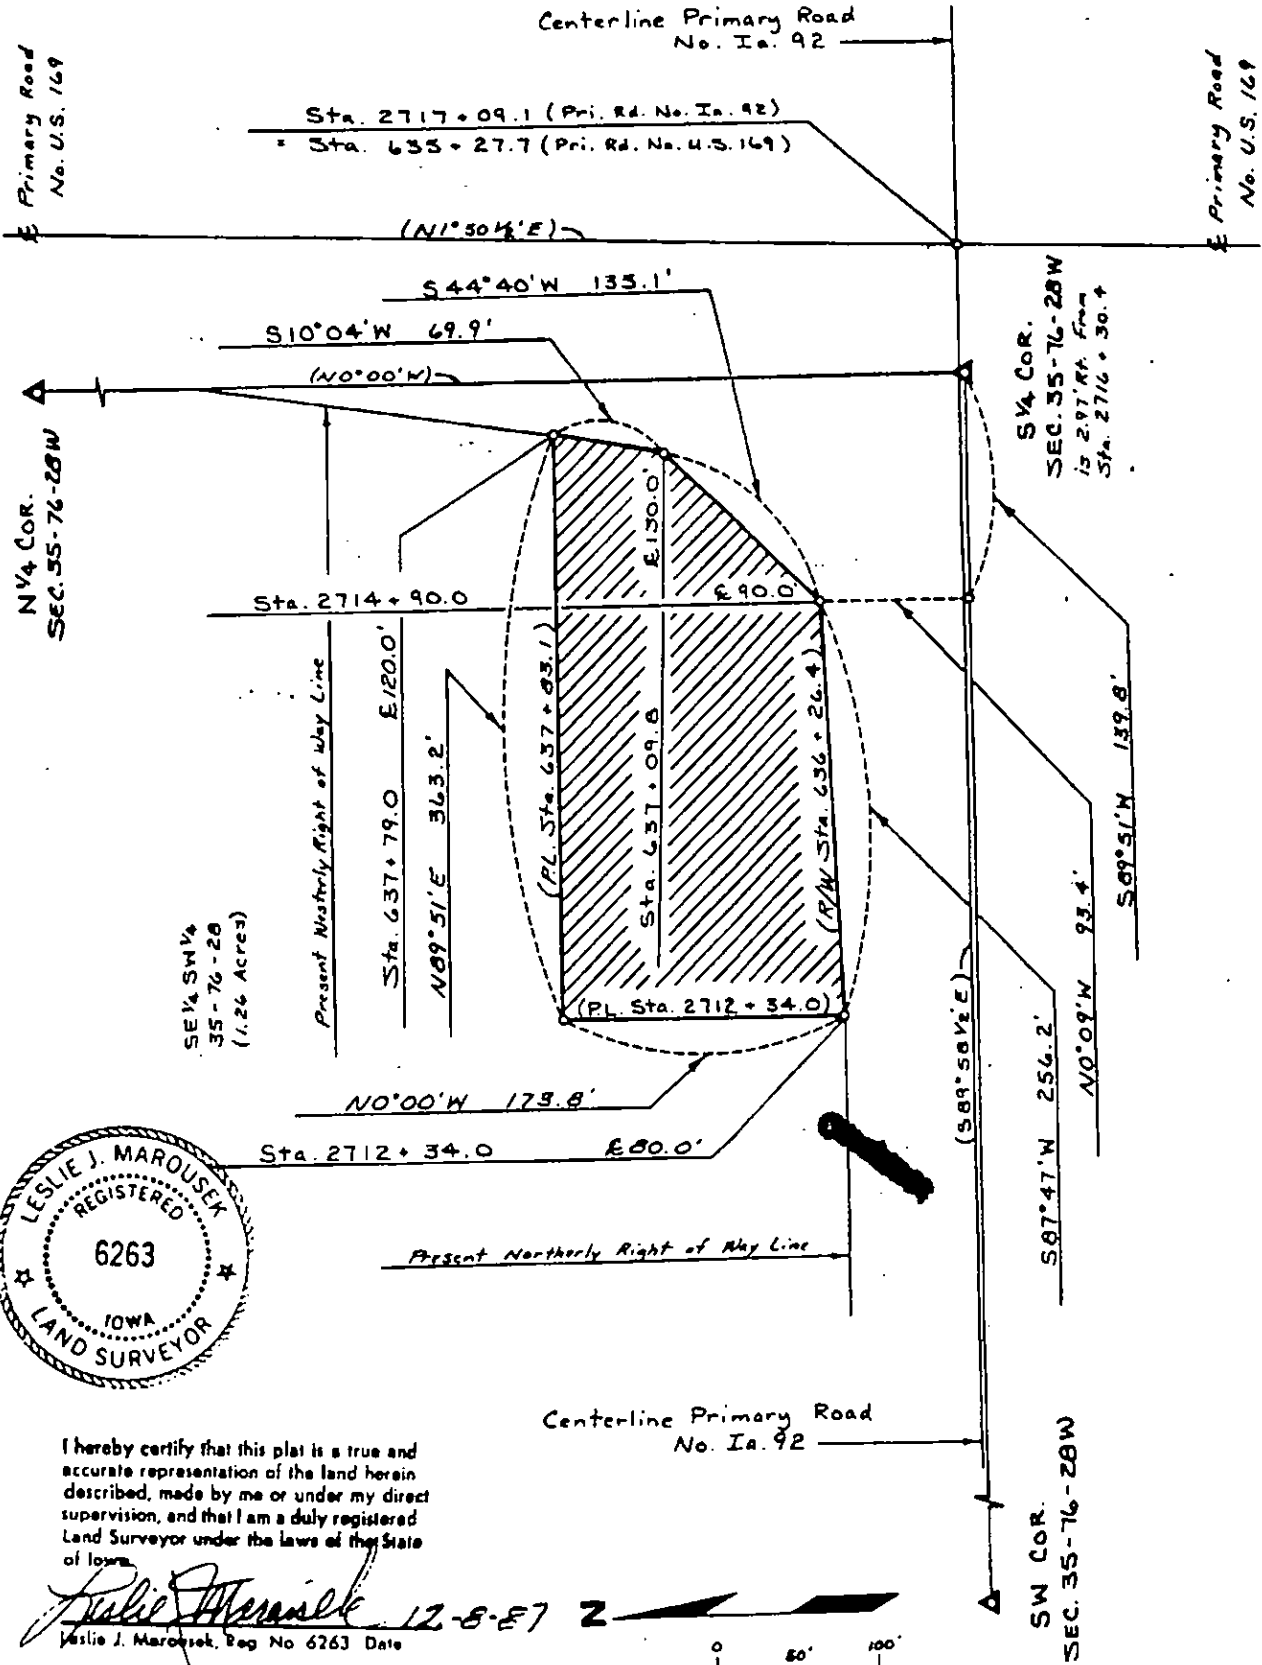 Centerline Primary Road
No. Ia. 92
℄ Primary Road
No. U.S. 169
℄ Primary Road
No. U.S. 169
Sta. 2717 + 09.1 (Pri. Rd. No. Ia. 92)
= Sta. 635 + 27.7 (Pri. Rd. No. U.S. 169)
(N1°50½'E)
S44°40'W 133.1'
S10°04'W 69.9'
(N0°00'W)
N¼ COR.
SEC. 35-76-28W
S¼ COR.
SEC. 35-76-28W
is 2.97' Rt. From
Sta. 2716 + 30.4
℄130.0'
Sta. 2714 + 90.0 ℄90.0'
Present Westerly Right of Way Line
Sta. 637 + 79.0 ℄120.0'
N89°51'E 363.2'
(P.L. Sta. 637 + 83.1)
Sta. 637 + 09.8
(R/W Sta. 636 + 26.4)
SE¼ SW¼
35-76-28
(1.26 Acres)
(P.L. Sta. 2712 + 34.0)
N0°00'W 173.8'
Sta. 2712 + 34.0 ℄80.0'
(S89°58½'E)
S87°47'W 256.2'
N0°09'W 93.4'
S89°51'W 139.8'
Present Northerly Right of Way Line
LESLIE J. MAROUSEK
REGISTERED
6263
IOWA
LAND SURVEYOR
Centerline Primary Road
No. Ia. 92
SW COR.
SEC. 35-76-28W
I hereby certify that this plat is a true and
accurate representation of the land herein
described, made by me or under my direct
supervision, and that I am a duly registered
Land Surveyor under the laws of the State
of Iowa
Leslie J Marousek 12-8-87
Leslie J. Marousek, Reg No 6263 Date
N
0 50' 100'